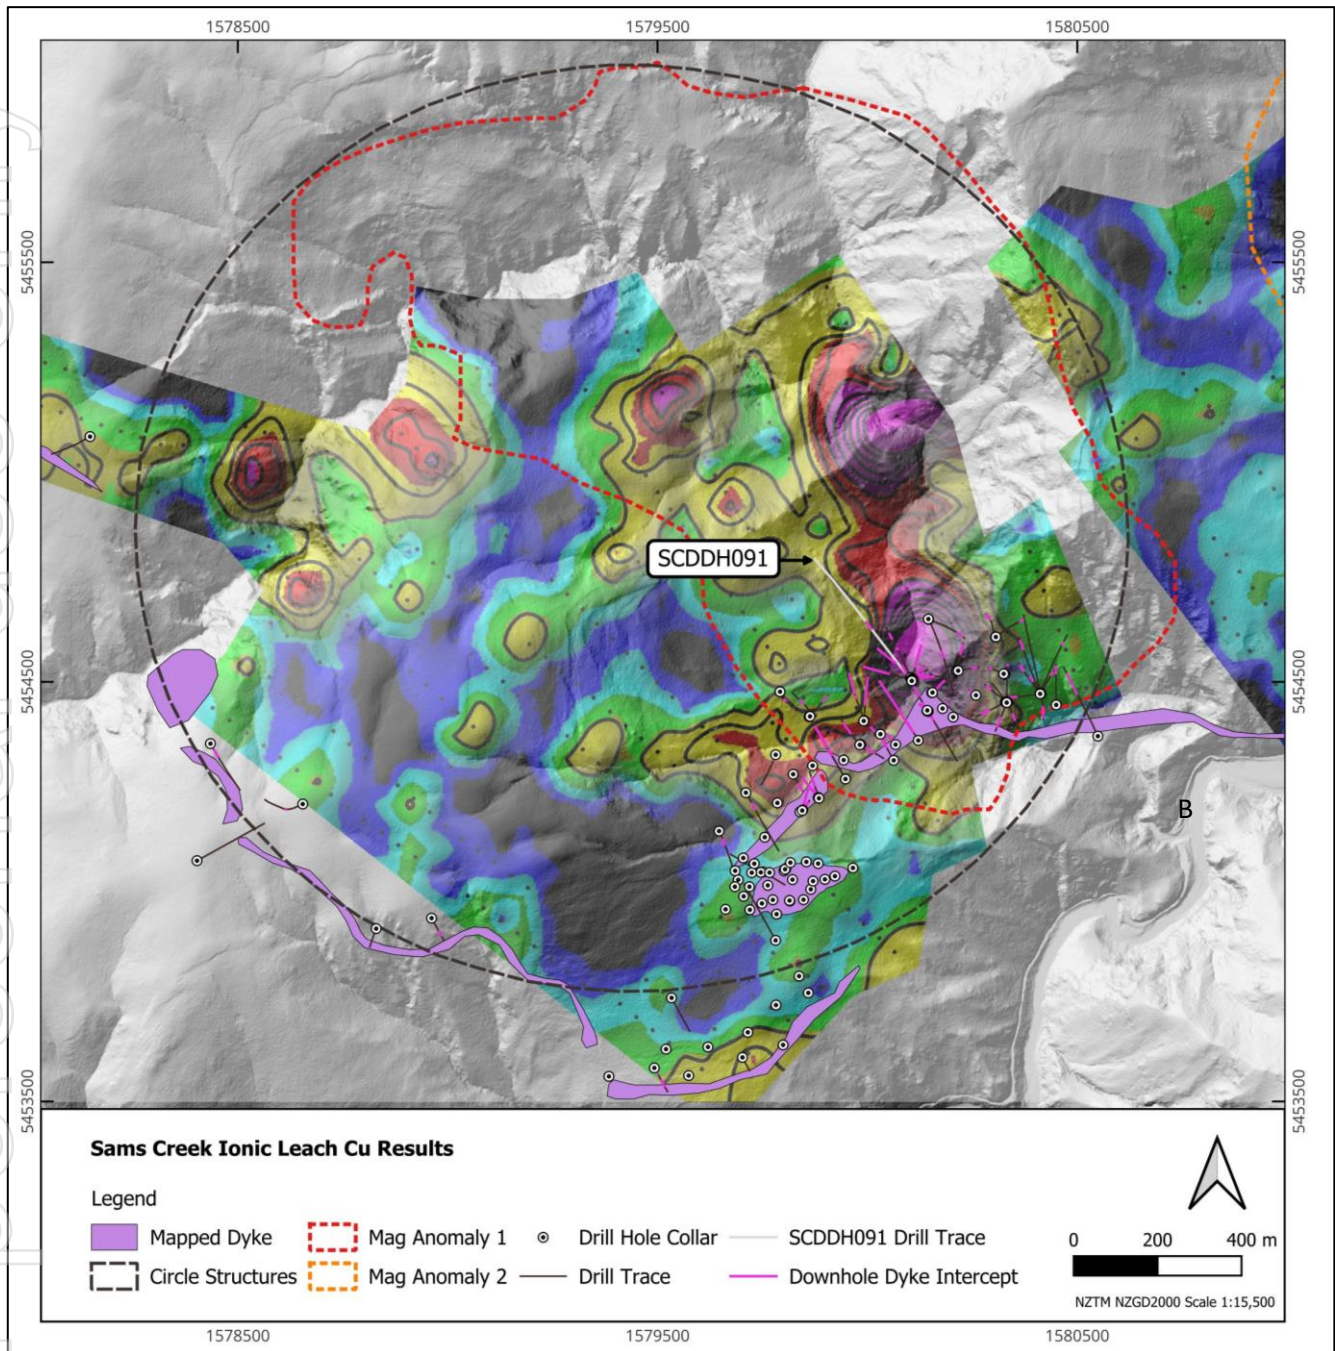 1578500 1579500 1580500
5455500 5455500
SCDDH091
5454500 5454500
B
5453500 5453500
Sams Creek Ionic Leach Cu Results
Legend
Mapped Dyke Mag Anomaly 1 Drill Hole Collar SCDDH091 Drill Trace
Circle Structures Mag Anomaly 2 Drill Trace Downhole Dyke Intercept
0 200 400 m
NZTM NZGD2000 Scale 1:15,500
1578500 1579500 1580500